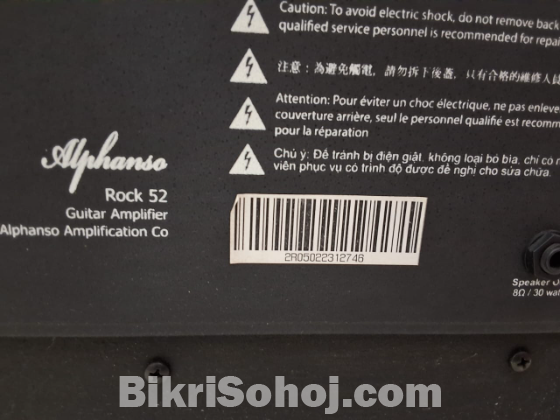 Caution: To avoid electric shock, do not remove back
qualified service personnel is recommended for repai
注意：為避免觸電，請勿拆下後蓋，只有合格的維修人員
Attention: Pour éviter un choc électrique, ne pas enleve
couverture arrière, seul le personnel qualifié est recomm
pour la réparation
Chú ý: Để tránh bị điện giật, không loại bỏ bìa, chỉ có n
viên phục vụ có trình độ được đề nghị cho sửa chữa.
Alphanso
Rock 52
Guitar Amplifier
Alphanso Amplification Co
2R05022312746
Speaker
8Ω / 30 wat
BikriSohoj.com